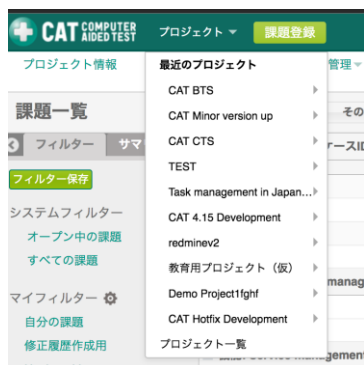 CAT COMPUTER AIDED TEST プロジェクト 課題登録
プロジェクト情報
管理
最近のプロジェクト
CAT BTS
CAT Minor version up
CAT CTS
TEST
Task management in Japan...
CAT 4.15 Development
redminev2
教育用プロジェクト（仮）
Demo Project1fghf
CAT Hotfix Development
プロジェクト一覧
課題一覧
その
フィルター サマ
ースID
フィルター保存
システムフィルター
オープン中の課題
すべての課題
manag
マイフィルター
自分の課題
修正履歴作成用